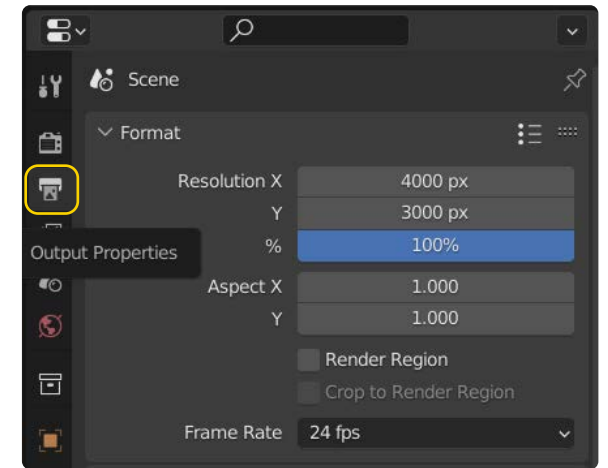 Scene
Format
Resolution X 4000 px
Y 3000 px
Output Properties % 100%
Aspect X 1.000
Y 1.000
Render Region
Crop to Render Region
Frame Rate 24 fps